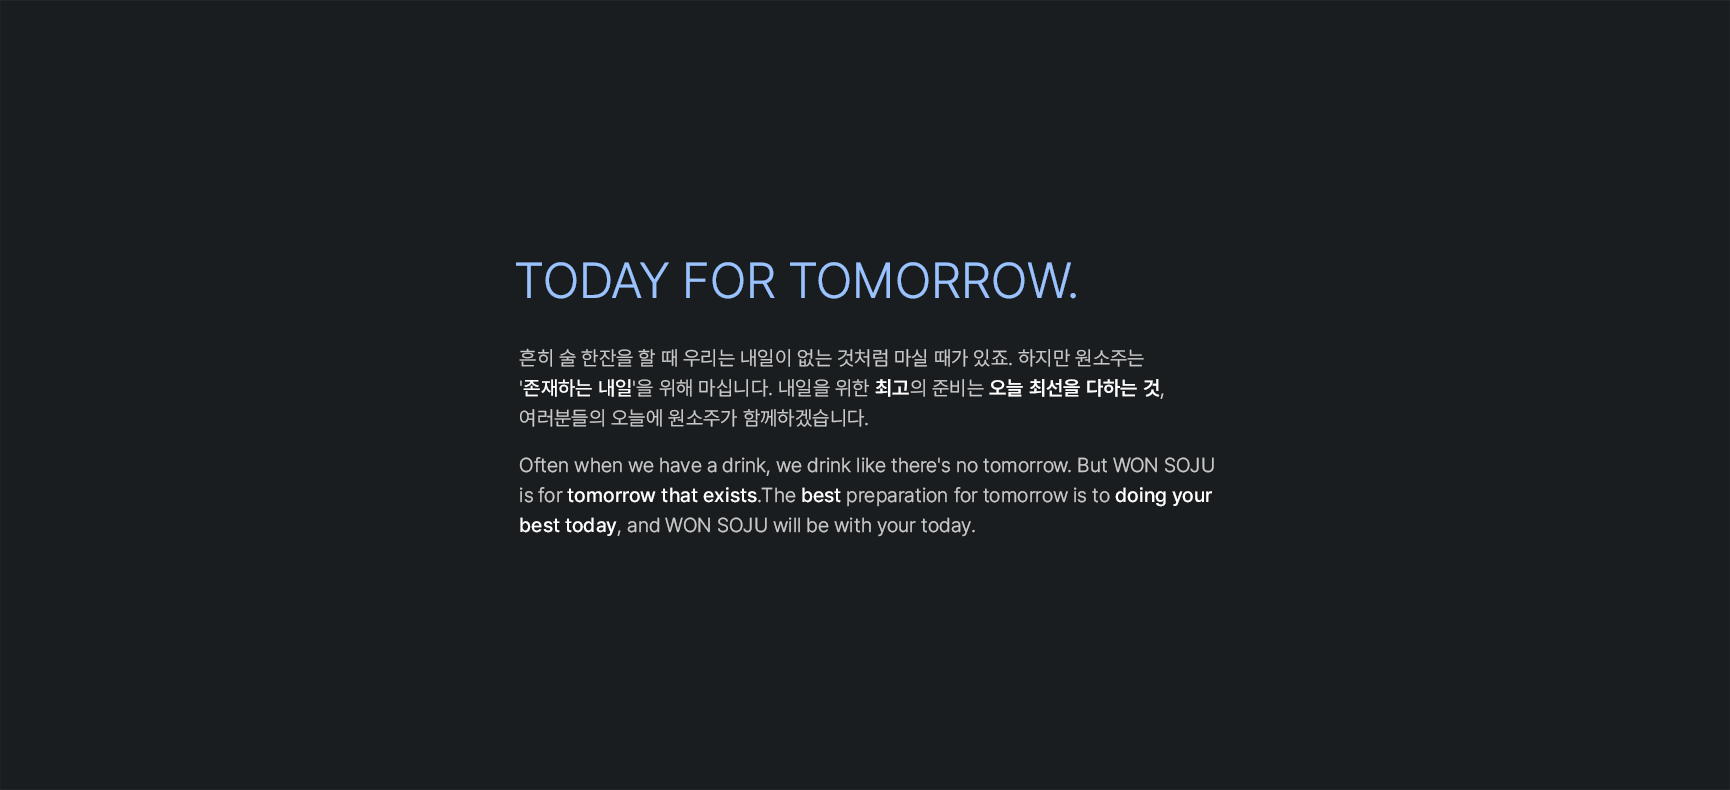 TODAY FOR TOMORROW.
흔히 술 한잔을 할 때 우리는 내일이 없는 것처럼 마실 때가 있죠. 하지만 원소주는
'존재하는 내일'을 위해 마십니다. 내일을 위한 최고의 준비는 오늘 최선을 다하는 것,
여러분들의 오늘에 원소주가 함께하겠습니다.
Often when we have a drink, we drink like there's no tomorrow. But WON SOJU
is for tomorrow that exists.The best preparation for tomorrow is to doing your
best today, and WON SOJU will be with your today.